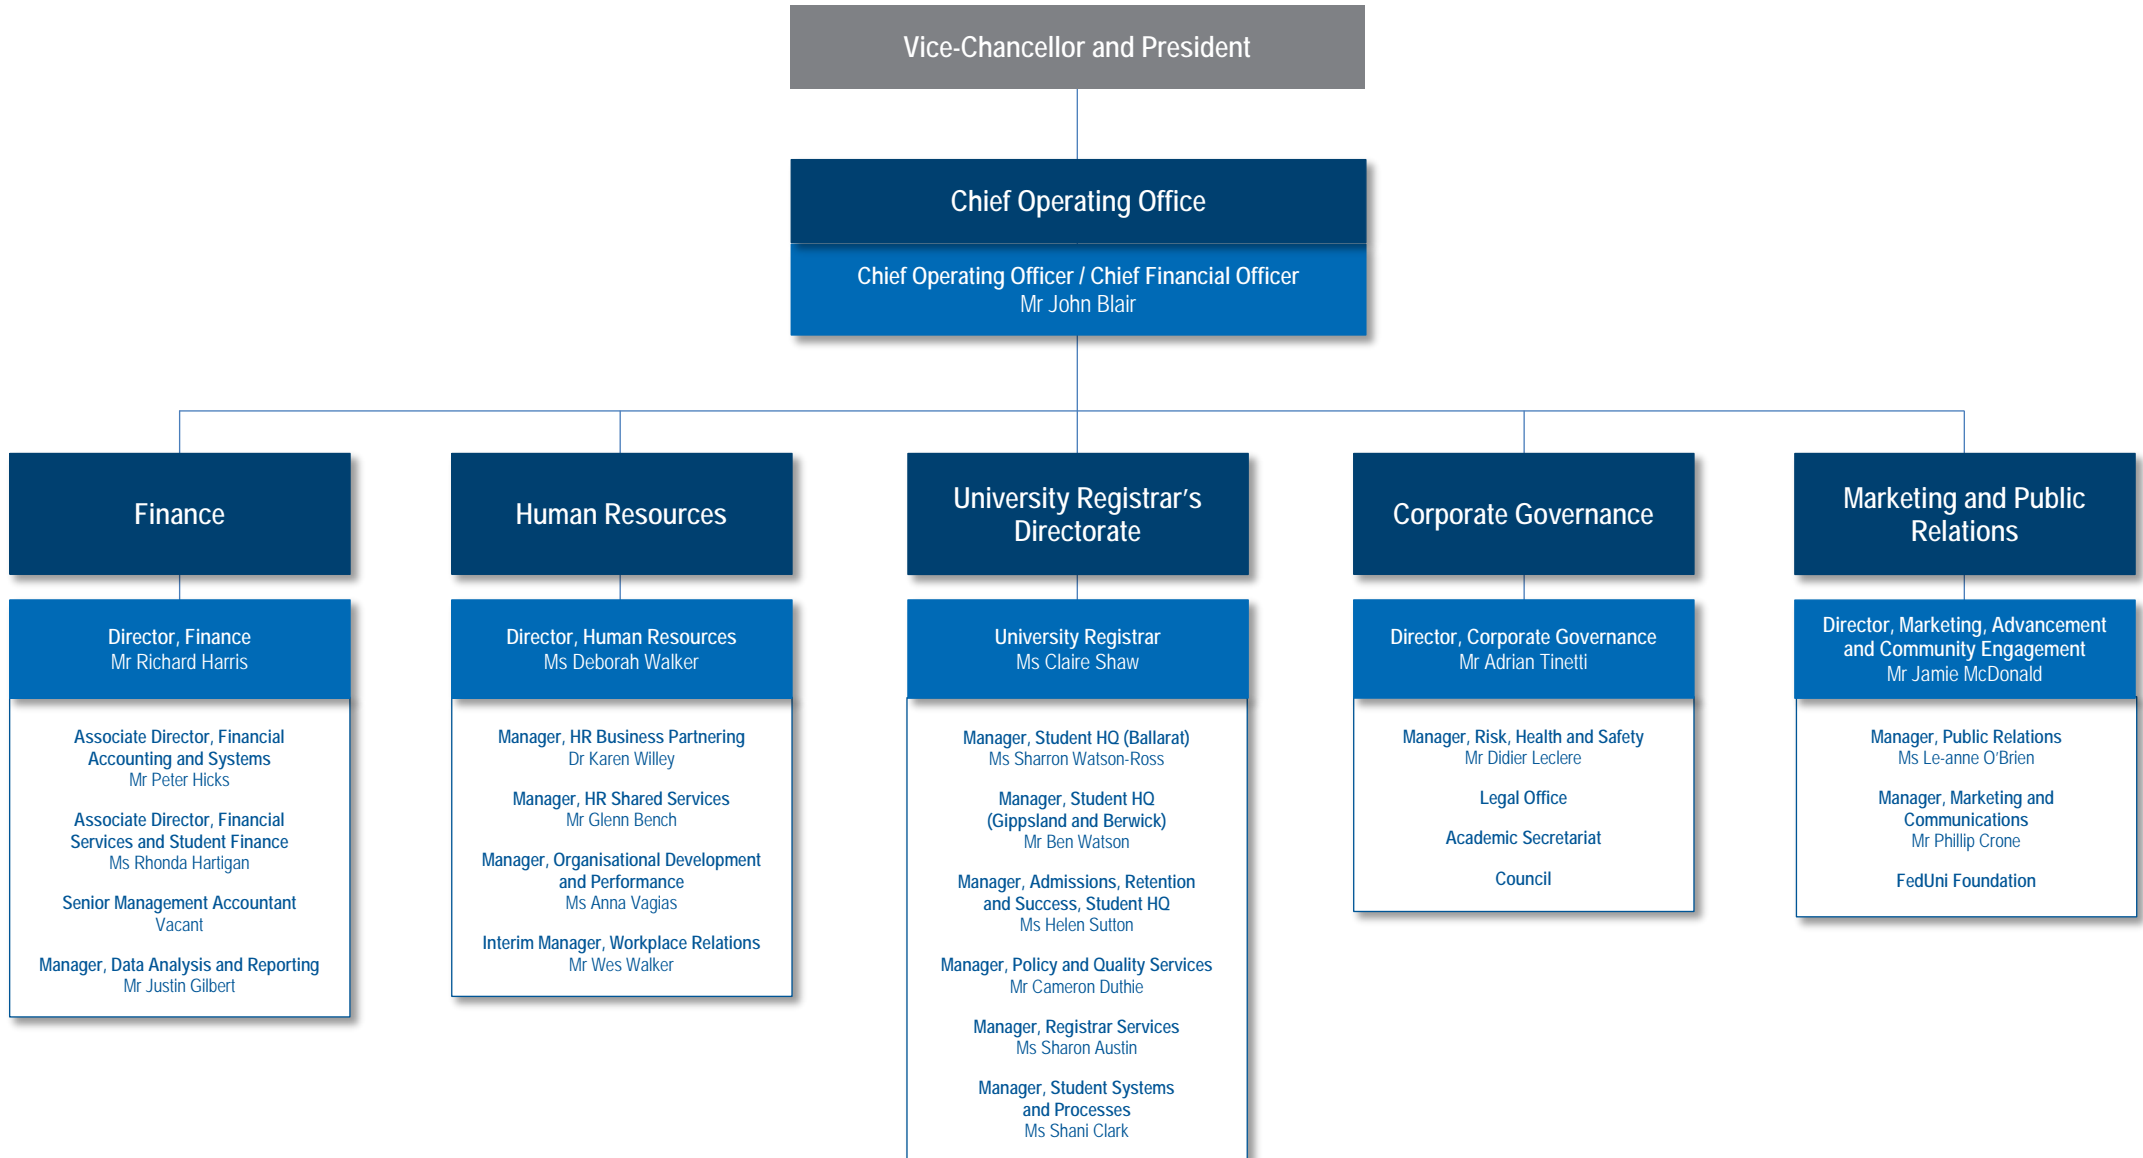 Vice-Chancellor and President
Chief Operating Office
Chief Operating Officer / Chief Financial Officer
Mr John Blair
Finance
Director, Finance
Mr Richard Harris
Associate Director, Financial
Accounting and Systems
Mr Peter Hicks
Associate Director, Financial
Services and Student Finance
Ms Rhonda Hartigan
Senior Management Accountant
Vacant
Manager, Data Analysis and Reporting
Mr Justin Gilbert
Human Resources
Director, Human Resources
Ms Deborah Walker
Manager, HR Business Partnering
Dr Karen Willey
Manager, HR Shared Services
Mr Glenn Bench
Manager, Organisational Development
and Performance
Ms Anna Vagias
Interim Manager, Workplace Relations
Mr Wes Walker
University Registrar’s
Directorate
University Registrar
Ms Claire Shaw
Manager, Student HQ (Ballarat)
Ms Sharron Watson-Ross
Manager, Student HQ
(Gippsland and Berwick)
Mr Ben Watson
Manager, Admissions, Retention
and Success, Student HQ
Ms Helen Sutton
Manager, Policy and Quality Services
Mr Cameron Duthie
Manager, Registrar Services
Ms Sharon Austin
Manager, Student Systems
and Processes
Ms Shani Clark
Corporate Governance
Director, Corporate Governance
Mr Adrian Tinetti
Manager, Risk, Health and Safety
Mr Didier Leclere
Legal Office
Academic Secretariat
Council
Marketing and Public
Relations
Director, Marketing, Advancement
and Community Engagement
Mr Jamie McDonald
Manager, Public Relations
Ms Le-anne O’Brien
Manager, Marketing and
Communications
Mr Phillip Crone
FedUni Foundation